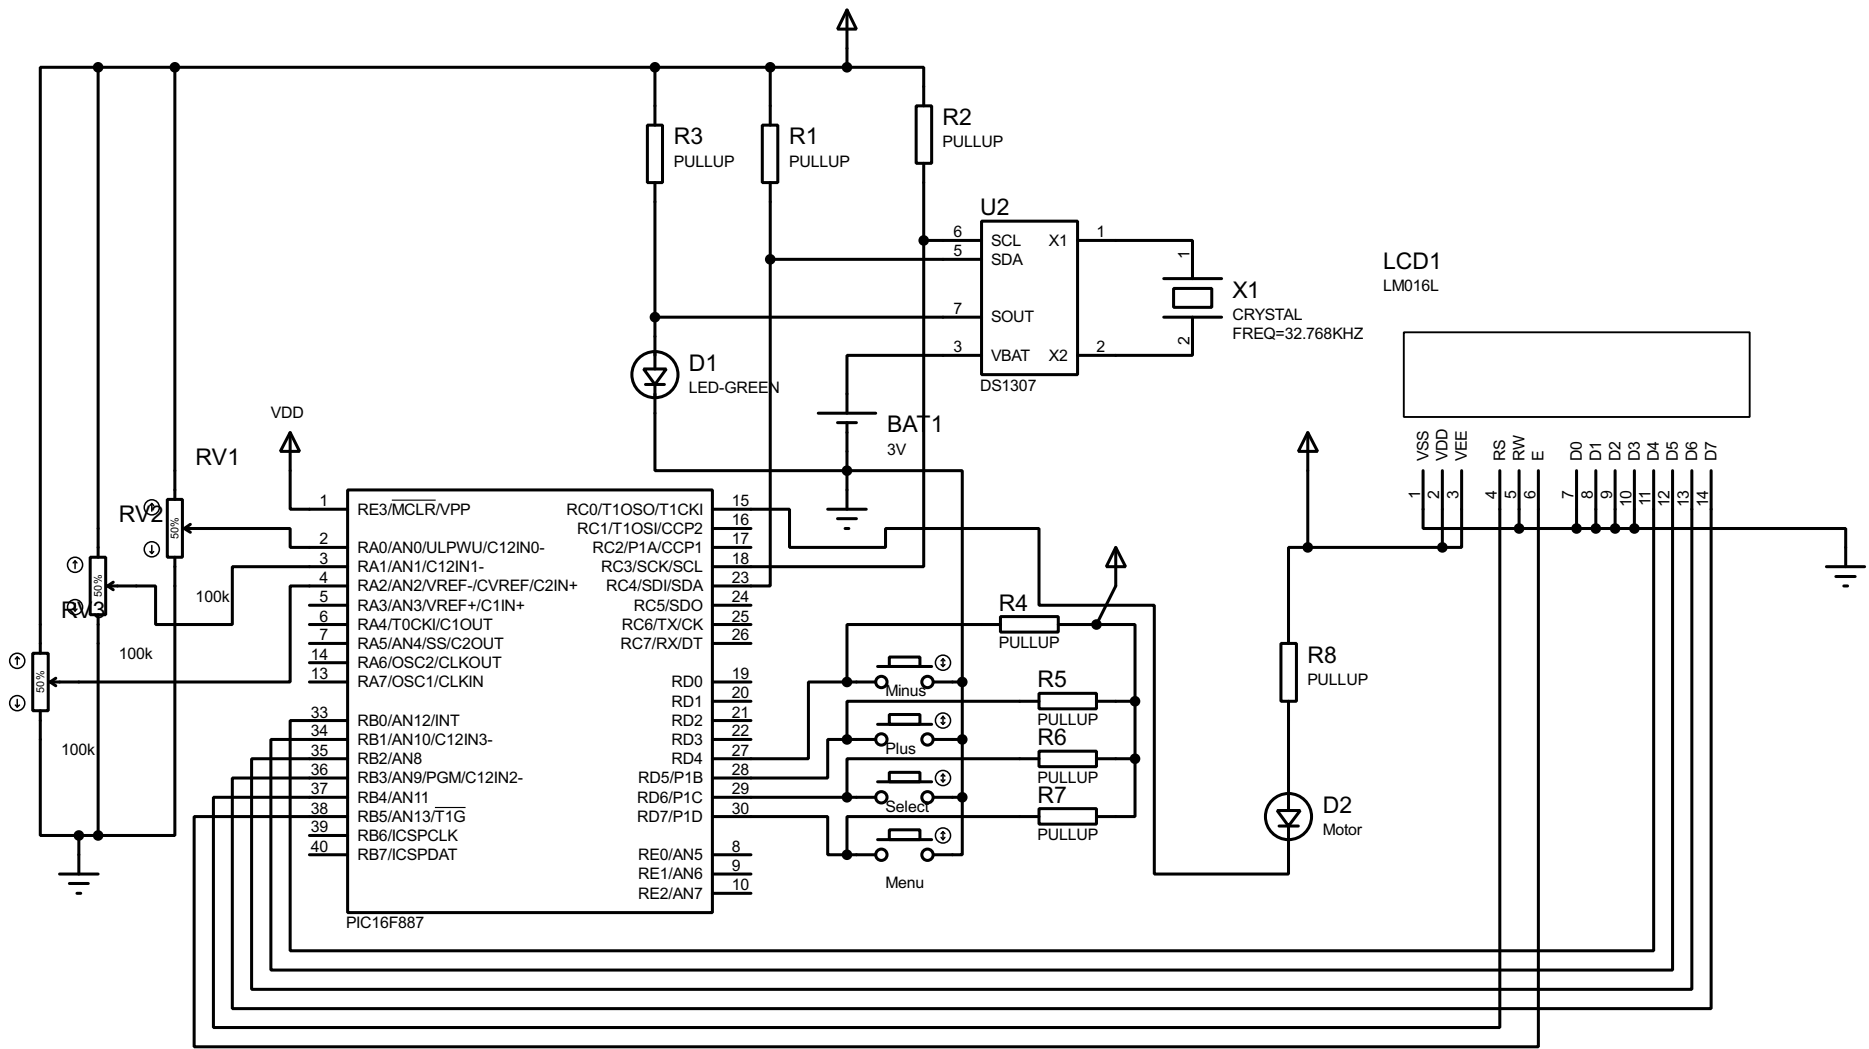 R3
PULLUP
R1
PULLUP
R2
PULLUP
U2
6
5
7
3
SCL
SDA
SOUT
VBAT
X1
X2
1
2
DS1307
1
2
X1
CRYSTAL
FREQ=32.768KHZ
D1
LED-GREEN
BAT1
3V
LCD1
LM016L
VSS
VDD
VEE
RS
RW
E
D0
D1
D2
D3
D4
D5
D6
D7
1
2
3
4
5
6
7
8
9
10
11
12
13
14
VDD
RV1
50%
100k
RV2
50%
100k
RV3
50%
100k
1
RE3/MCLR/VPP
2
RA0/AN0/ULPWU/C12IN0-
3
RA1/AN1/C12IN1-
4
RA2/AN2/VREF-/CVREF/C2IN+
5
RA3/AN3/VREF+/C1IN+
6
RA4/T0CKI/C1OUT
7
RA5/AN4/SS/C2OUT
14
RA6/OSC2/CLKOUT
13
RA7/OSC1/CLKIN
33
RB0/AN12/INT
34
RB1/AN10/C12IN3-
35
RB2/AN8
36
RB3/AN9/PGM/C12IN2-
37
RB4/AN11
38
RB5/AN13/T1G
39
RB6/ICSPCLK
40
RB7/ICSPDAT
RC0/T1OSO/T1CKI
15
RC1/T1OSI/CCP2
16
RC2/P1A/CCP1
17
RC3/SCK/SCL
18
RC4/SDI/SDA
23
RC5/SDO
24
RC6/TX/CK
25
RC7/RX/DT
26
RD0
19
RD1
20
RD2
21
RD3
22
RD4
27
RD5/P1B
28
RD6/P1C
29
RD7/P1D
30
RE0/AN5
8
RE1/AN6
9
RE2/AN7
10
PIC16F887
R4
PULLUP
R5
PULLUP
R6
PULLUP
R7
PULLUP
Minus
Plus
Select
Menu
R8
PULLUP
D2
Motor